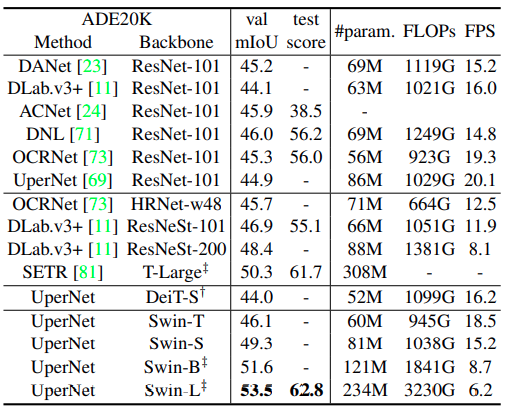 ADE20K val test #param. FLOPs FPS
Method Backbone mIoU score
DANet [23] ResNet-101 45.2 - 69M 1119G 15.2
DLab.v3+ [11] ResNet-101 44.1 - 63M 1021G 16.0
ACNet [24] ResNet-101 45.9 38.5 -
DNL [71] ResNet-101 46.0 56.2 69M 1249G 14.8
OCRNet [73] ResNet-101 45.3 56.0 56M 923G 19.3
UperNet [69] ResNet-101 44.9 - 86M 1029G 20.1
OCRNet [73] HRNet-w48 45.7 - 71M 664G 12.5
DLab.v3+ [11] ResNeSt-101 46.9 55.1 66M 1051G 11.9
DLab.v3+ [11] ResNeSt-200 48.4 - 88M 1381G 8.1
SETR [81] T-Large‡ 50.3 61.7 308M - -
UperNet DeiT-S† 44.0 - 52M 1099G 16.2
UperNet Swin-T 46.1 - 60M 945G 18.5
UperNet Swin-S 49.3 - 81M 1038G 15.2
UperNet Swin-B‡ 51.6 - 121M 1841G 8.7
UperNet Swin-L‡ 53.5 62.8 234M 3230G 6.2